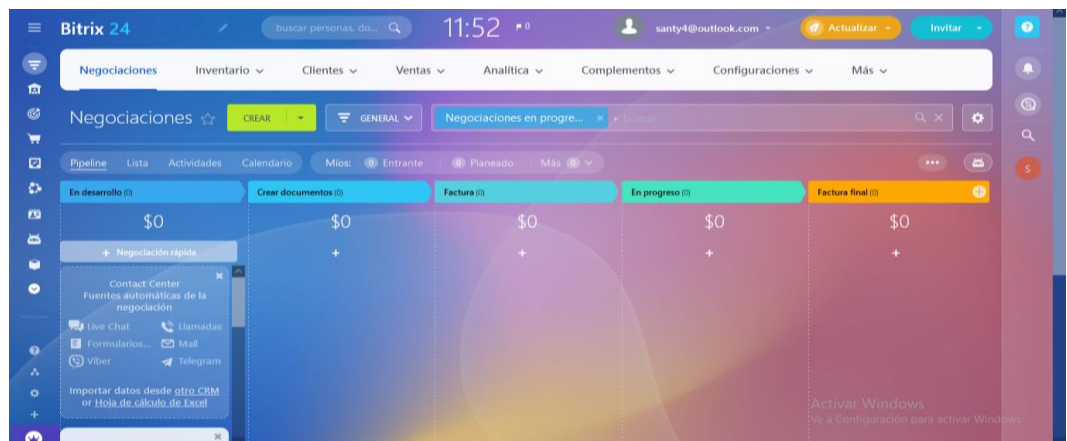 Bitrix 24
buscar personas, do...
11:52
0
santy4@outlook.com
Actualizar
Invitar
Negociaciones
Inventario
Clientes
Ventas
Analítica
Complementos
Configuraciones
Más
Negociaciones
CREAR
GENERAL
Negociaciones en progre... ×
+ buscar
Pipeline
Lista
Actividades
Calendario
Míos:
0 Entrante
0 Planeado
Más 0
S
En desarrollo (0)
Crear documentos (0)
Factura (0)
En progreso (0)
Factura final (0)
$0
$0
$0
$0
$0
+ Negociación rápida
+
+
+
+
Contact Center
Fuentes automáticas de la
negociación
Live Chat
Llamadas
Formularios...
Mail
Viber
Telegram
Importar datos desde otro CRM
or Hoja de cálculo de Excel
Activar Windows
Ve a Configuración para activar Windows.